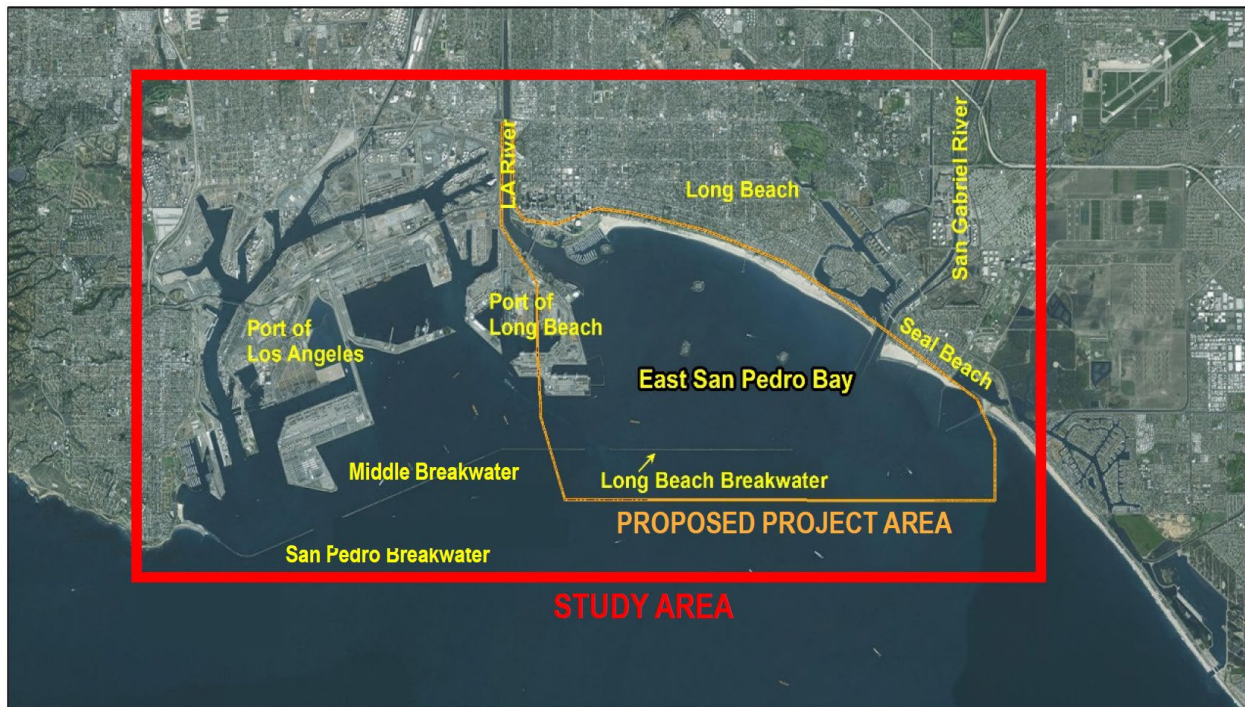 LA River
Long Beach
San Gabriel River
Port of
Los Angeles
Port of
Long Beach
Seal Beach
East San Pedro Bay
Middle Breakwater
Long Beach Breakwater
PROPOSED PROJECT AREA
San Pedro Breakwater
STUDY AREA